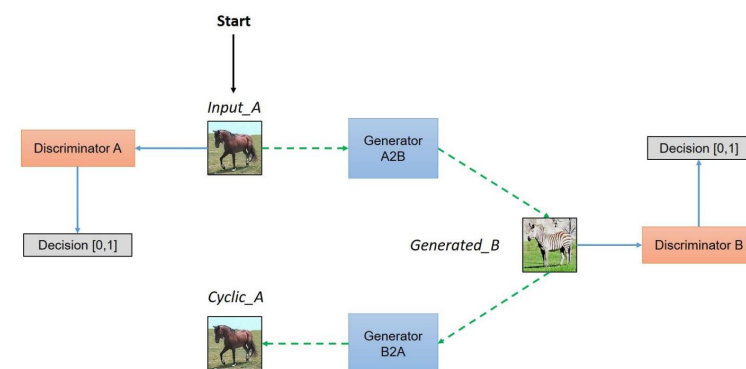 Start
Input_A
Discriminator A
Generator
A2B
Decision [0,1]
Decision [0,1]
Generated_B
Discriminator B
Cyclic_A
Generator
B2A